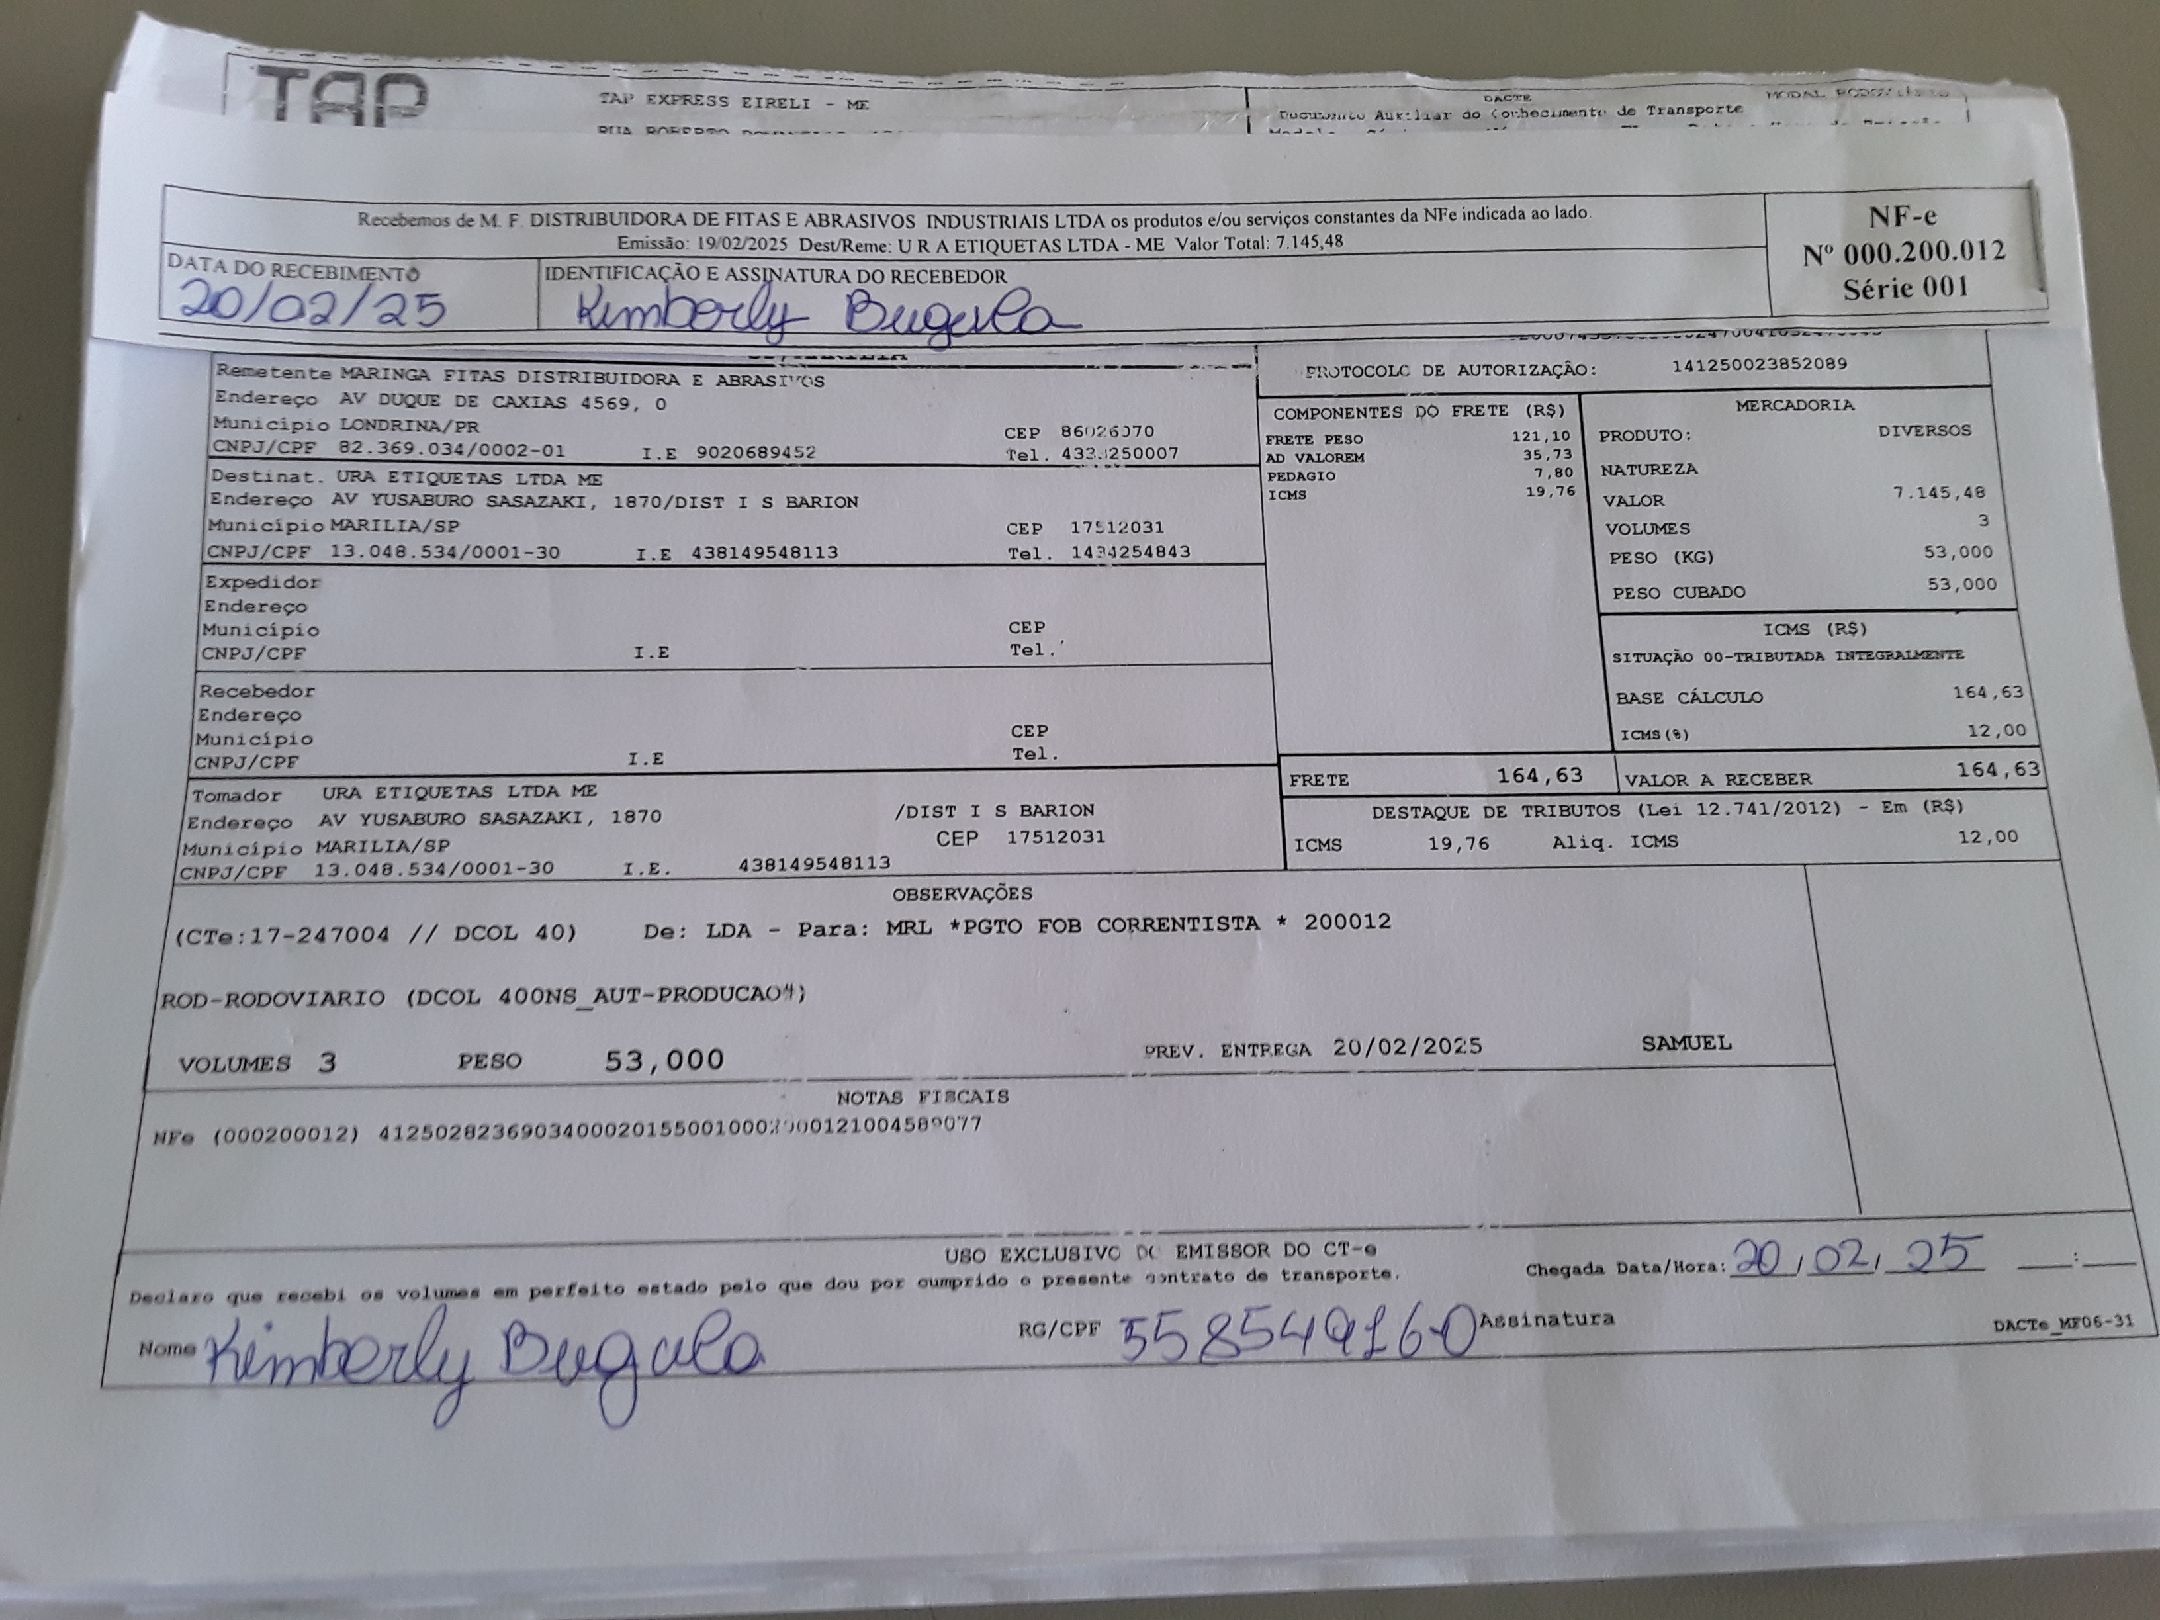 TAP
TAP EXPRESS EIRELI - ME
DACTE
MODAL RODOVIÁRIO
Documento Auxiliar do Conhecimento de Transporte
Recebemos de M. F. DISTRIBUIDORA DE FITAS E ABRASIVOS INDUSTRIAIS LTDA os produtos e/ou serviços constantes da NFe indicada ao lado.
Emissão: 19/02/2025 Dest/Reme: U R A ETIQUETAS LTDA - ME Valor Total: 7.145,48
NF-e
Nº 000.200.012
Série 001
DATA DO RECEBIMENTO
20/02/25
IDENTIFICAÇÃO E ASSINATURA DO RECEBEDOR
Kimberly Bugula
Remetente MARINGA FITAS DISTRIBUIDORA E ABRASIVOS
Endereço AV DUQUE DE CAXIAS 4569, 0
Município LONDRINA/PR CEP 86026070
CNPJ/CPF 82.369.034/0002-01 I.E 9020689452 Tel.
PROTOCOLO DE AUTORIZAÇÃO: 141250023852089
COMPONENTES DO FRETE (R$)
FRETE PESO 121,10
AD VALOREM 35,73
PEDAGIO 7,80
ICMS 19,76
MERCADORIA
PRODUTO: DIVERSOS
NATUREZA
VALOR 7.145,48
VOLUMES 3
PESO (KG) 53,000
PESO CUBADO 53,000
Destinat. URA ETIQUETAS LTDA ME
Endereço AV YUSABURO SASAZAKI, 1870/DIST I S BARION
Município MARILIA/SP CEP 17512031
CNPJ/CPF 13.048.534/0001-30 I.E 438149548113 Tel. 1434254843
Expedidor
Endereço
Município CEP
CNPJ/CPF I.E Tel.
ICMS (R$)
SITUAÇÃO 00-TRIBUTADA INTEGRALMENTE
BASE CÁLCULO 164,63
ICMS(%) 12,00
Recebedor
Endereço
Município CEP
CNPJ/CPF I.E Tel.
FRETE 164,63 VALOR A RECEBER 164,63
Tomador URA ETIQUETAS LTDA ME
Endereço AV YUSABURO SASAZAKI, 1870 /DIST I S BARION
Município MARILIA/SP CEP 17512031
CNPJ/CPF 13.048.534/0001-30 I.E. 438149548113
DESTAQUE DE TRIBUTOS (Lei 12.741/2012) - Em (R$)
ICMS 19,76 Aliq. ICMS 12,00
OBSERVAÇÕES
(CTe:17-247004 // DCOL 40) De: LDA - Para: MRL *PGTO FOB CORRENTISTA * 200012
ROD-RODOVIARIO (DCOL 400NS_AUT-PRODUCAO")
VOLUMES 3 PESO 53,000 PREV. ENTREGA 20/02/2025 SAMUEL
NOTAS FISCAIS
NFe (000200012)
USO EXCLUSIVO DO EMISSOR DO CT-e
Declaro que recebi os volumes em perfeito estado pelo que dou por cumprido o presente contrato de transporte.
Chegada Data/Hora: 20/02/25 __:__
Nome Kimberly Bugula RG/CPF 558549160 Assinatura
DACTe_MF06-31